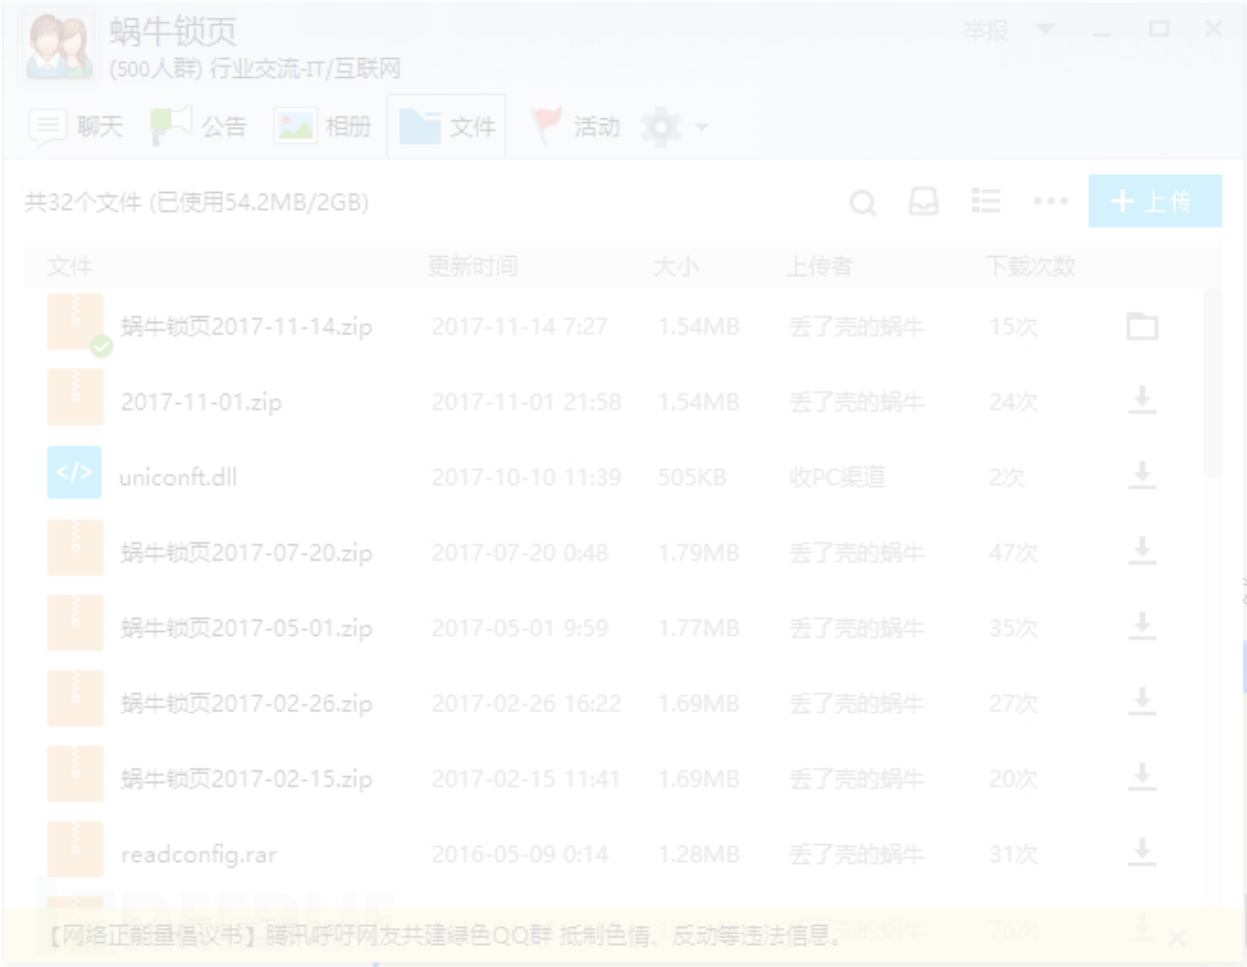 蜗牛锁页
举报
(500人群) 行业交流-IT/互联网
聊天 公告 相册 文件 活动
共32个文件 (已使用54.2MB/2GB)
上传
文件 更新时间 大小 上传者 下载次数
蜗牛锁页2017-11-14.zip 2017-11-14 7:27 1.54MB 丢了壳的蜗牛 15次
2017-11-01.zip 2017-11-01 21:58 1.54MB 丢了壳的蜗牛 24次
uniconft.dll 2017-10-10 11:39 505KB 收PC渠道 2次
蜗牛锁页2017-07-20.zip 2017-07-20 0:48 1.79MB 丢了壳的蜗牛 47次
蜗牛锁页2017-05-01.zip 2017-05-01 9:59 1.77MB 丢了壳的蜗牛 35次
蜗牛锁页2017-02-26.zip 2017-02-26 16:22 1.69MB 丢了壳的蜗牛 27次
蜗牛锁页2017-02-15.zip 2017-02-15 11:41 1.69MB 丢了壳的蜗牛 20次
readconfig.rar 2016-05-09 0:14 1.28MB 丢了壳的蜗牛 31次
【网络正能量倡议书】腾讯呼吁网友共建绿色QQ群 抵制色情、反动等违法信息。
76次